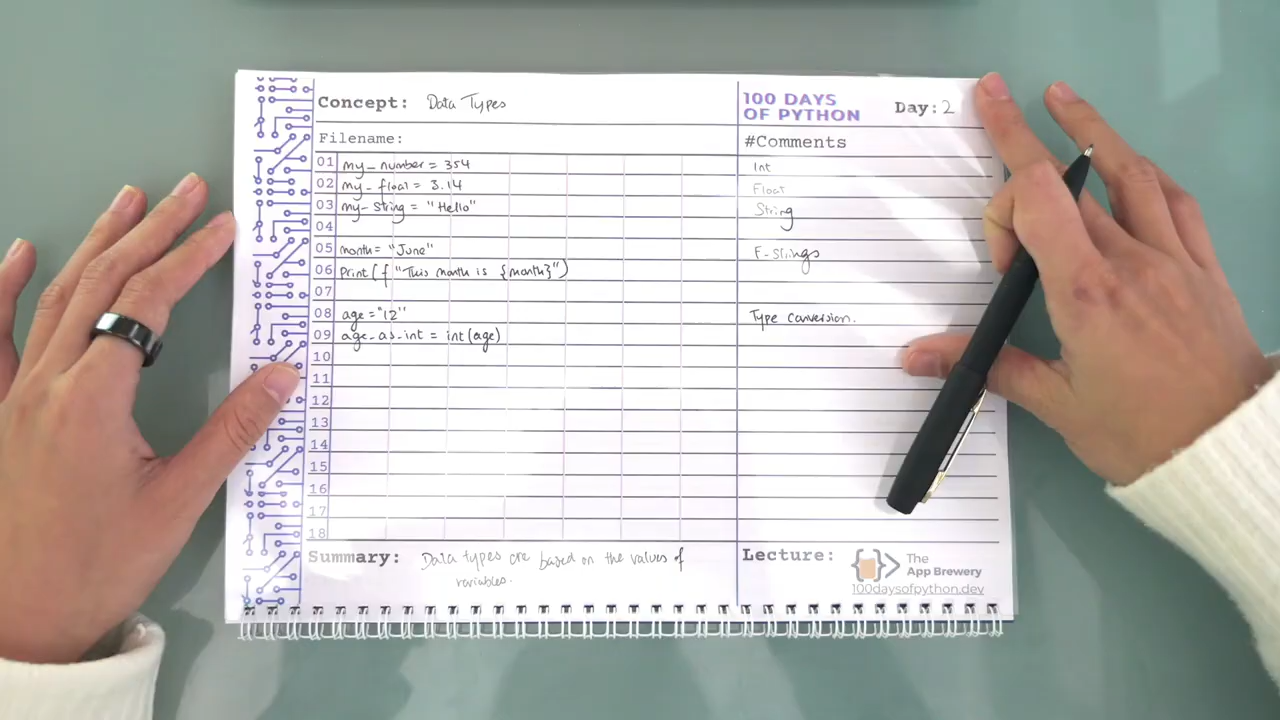 Concept: Data Types
100 DAYS
OF PYTHON
Day: 2
Filename:
#Comments
01 my_number = 354
Int
02 my_float = 3.14
Float
03 my_string = "Hello"
String
04
05 month = "June"
F-strings
06 Print(f "This month is {month}")
07
08 age = "12"
Type conversion.
09 age_as_int = int(age)
10
11
12
13
14
15
16
17
18
Summary: Data types are based on the values of
variables.
Lecture:
The
App Brewery
100daysofpython.dev